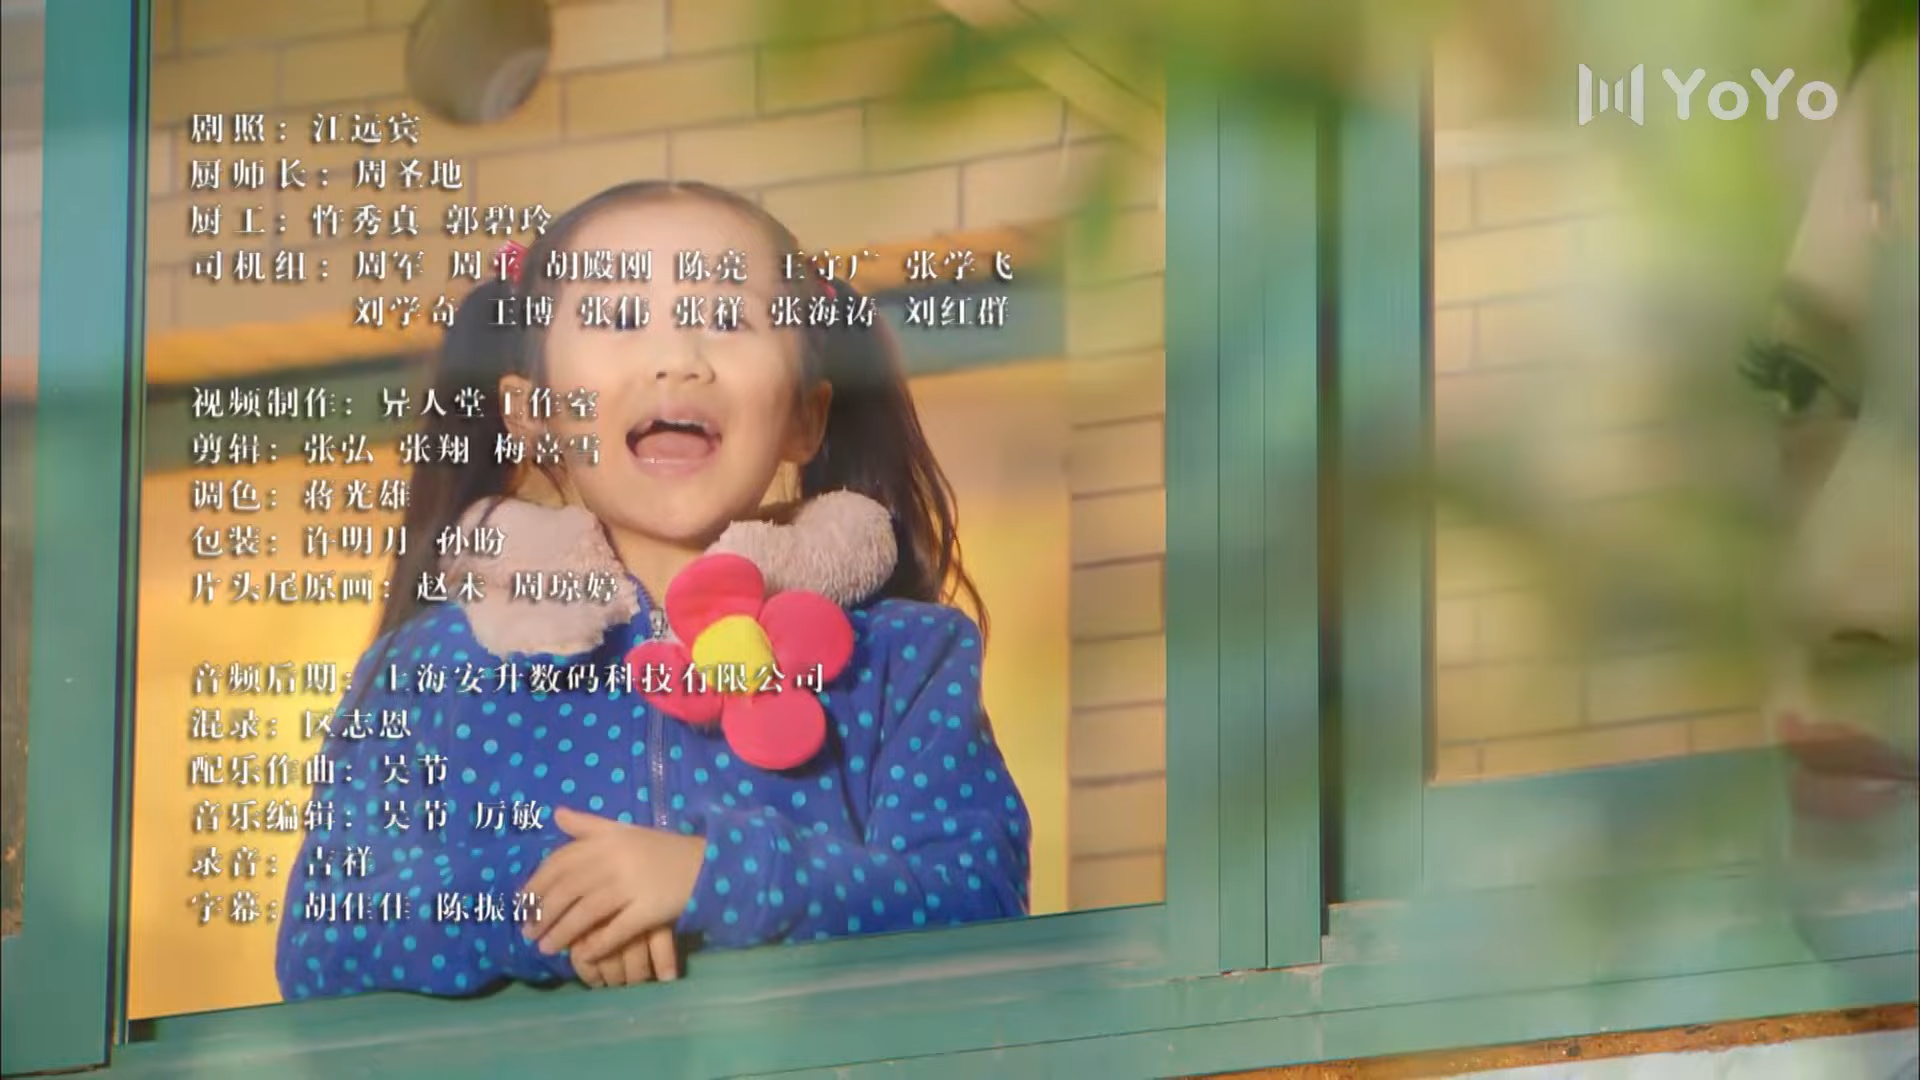 YoYo
剧照：江远宾
厨师长：周圣地
厨工：许秀真 郭碧玲
司机组：周军 周平 胡殿刚 陈亮 王守广 张学飞
刘学奇 王博 张伟 张祥 张海涛 刘红群
视频制作：异人堂工作室
剪辑：张弘 张翔 梅喜雪
调色：蒋光雄
包装：许明月 孙盼
片头尾原画：赵未 周琼婷
音频后期：上海安升数码科技有限公司
混录：区志恩
配乐作曲：吴节
音乐编辑：吴节 厉敏
录音：吉祥
字幕：胡佳佳 陈振浩